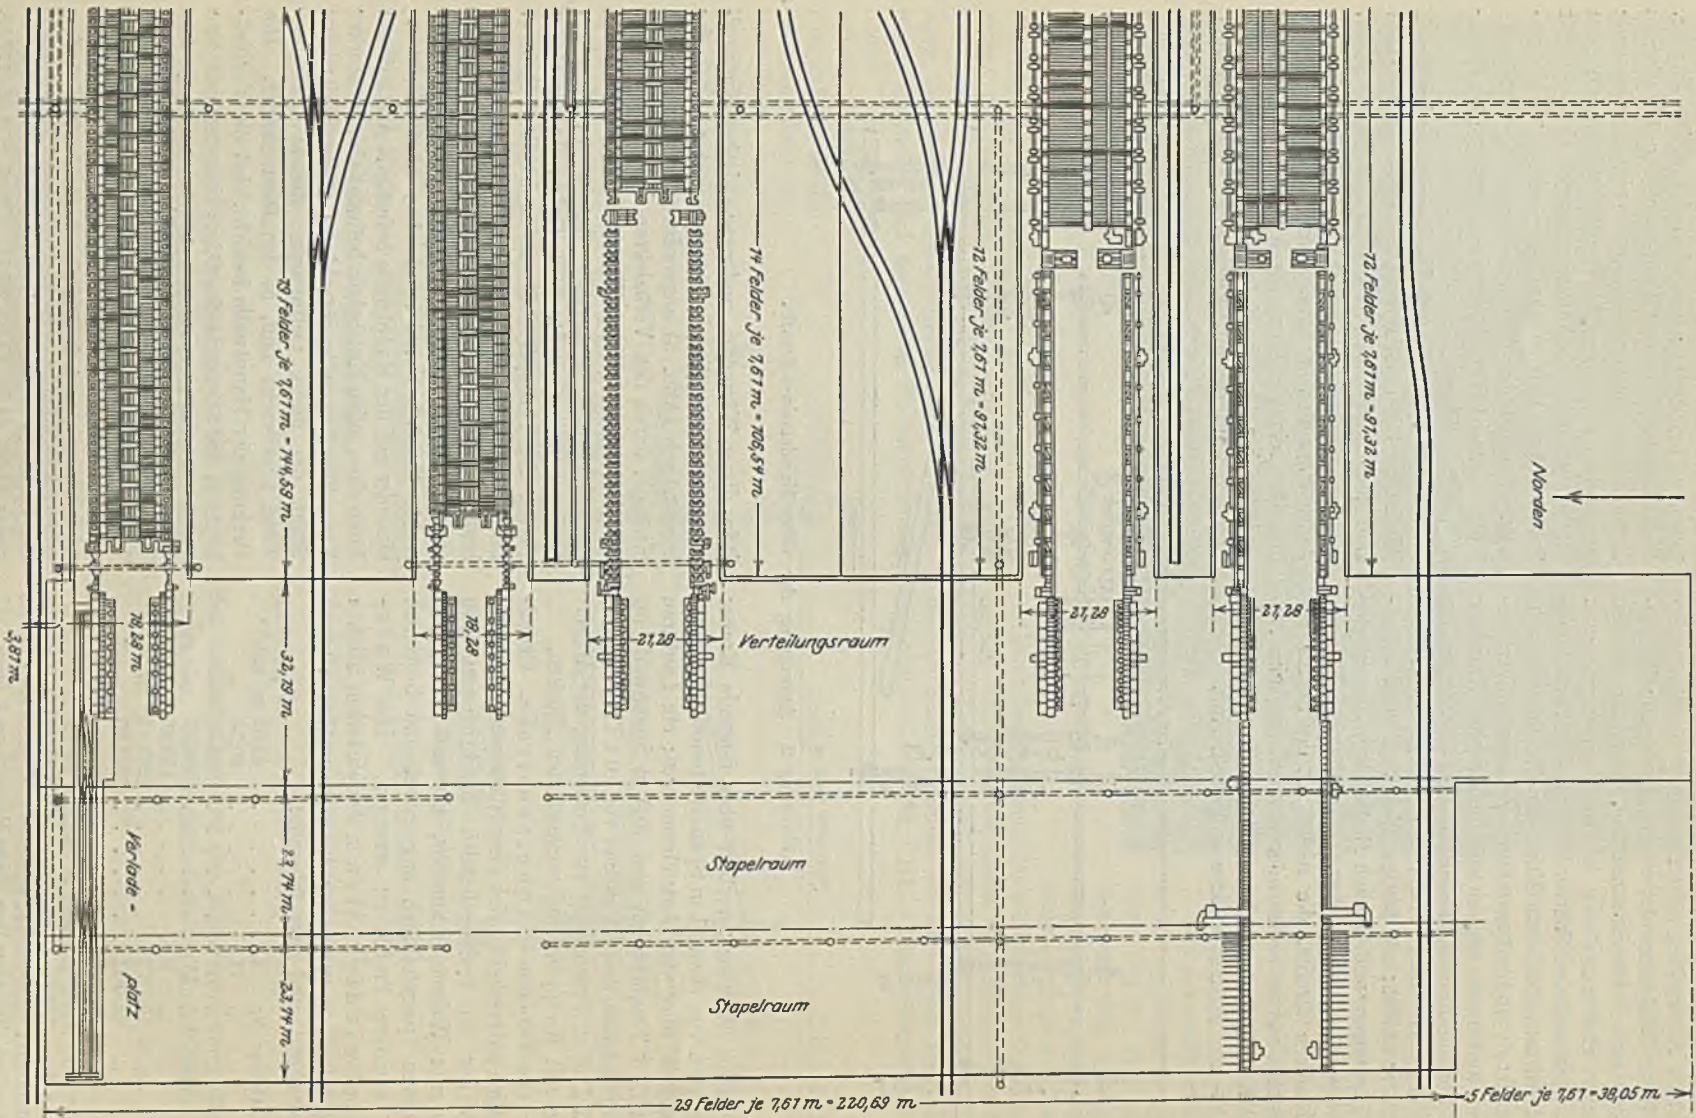 19 Felder je 7,61 m = 144,59 m
14 Felder je 7,61 m = 106,54 m
12 Felder je 7,61 m = 91,32 m
12 Felder je 7,61 m = 91,32 m
Norden
3,81 m
18,28 m
32,19 m
18,28
21,28
Verteilungsraum
21,28
21,28
Verlade -
platz
23,74 m
23,74 m
Stapelraum
Stapelraum
29 Felder je 7,61 m = 220,69 m
5 Felder je 7,61 = 38,05 m